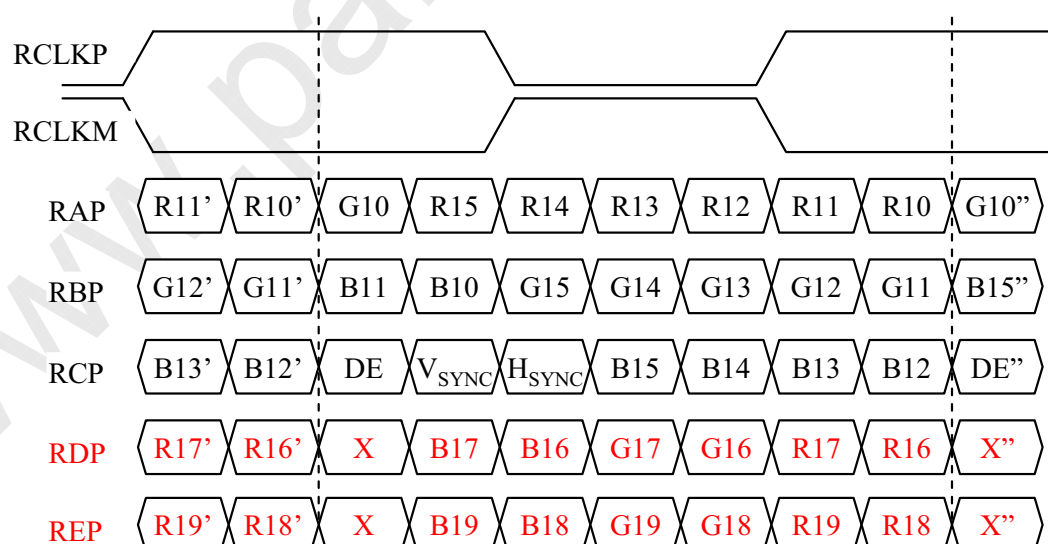 RCLKP
RCLKM
RAP R11’ R10’ G10 R15 R14 R13 R12 R11 R10 G10”
RBP G12’ G11’ B11 B10 G15 G14 G13 G12 G11 B15”
RCP B13’ B12’ DE VSYNC HSYNC B15 B14 B13 B12 DE”
RDP R17’ R16’ X B17 B16 G17 G16 R17 R16 X”
REP R19’ R18’ X B19 B18 G19 G18 R19 R18 X”